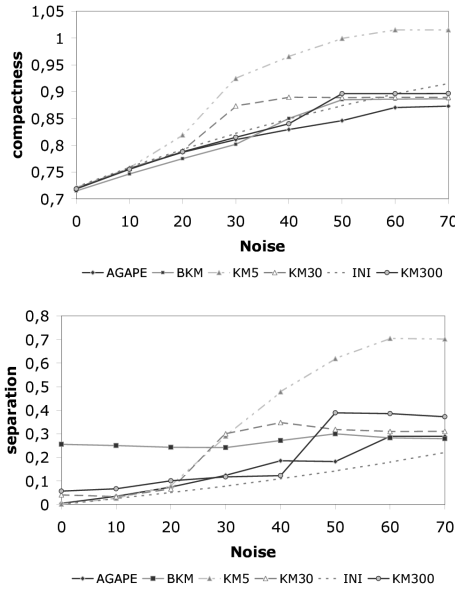 1,05
1
0,95
0,9
0,85
0,8
0,75
0,7
compactness
0 10 20 30 40 50 60 70
Noise
AGAPE BKM KM5 KM30 INI KM300
0,8
0,7
0,6
0,5
0,4
0,3
0,2
0,1
0
separation
0 10 20 30 40 50 60 70
Noise
AGAPE BKM KM5 KM30 INI KM300